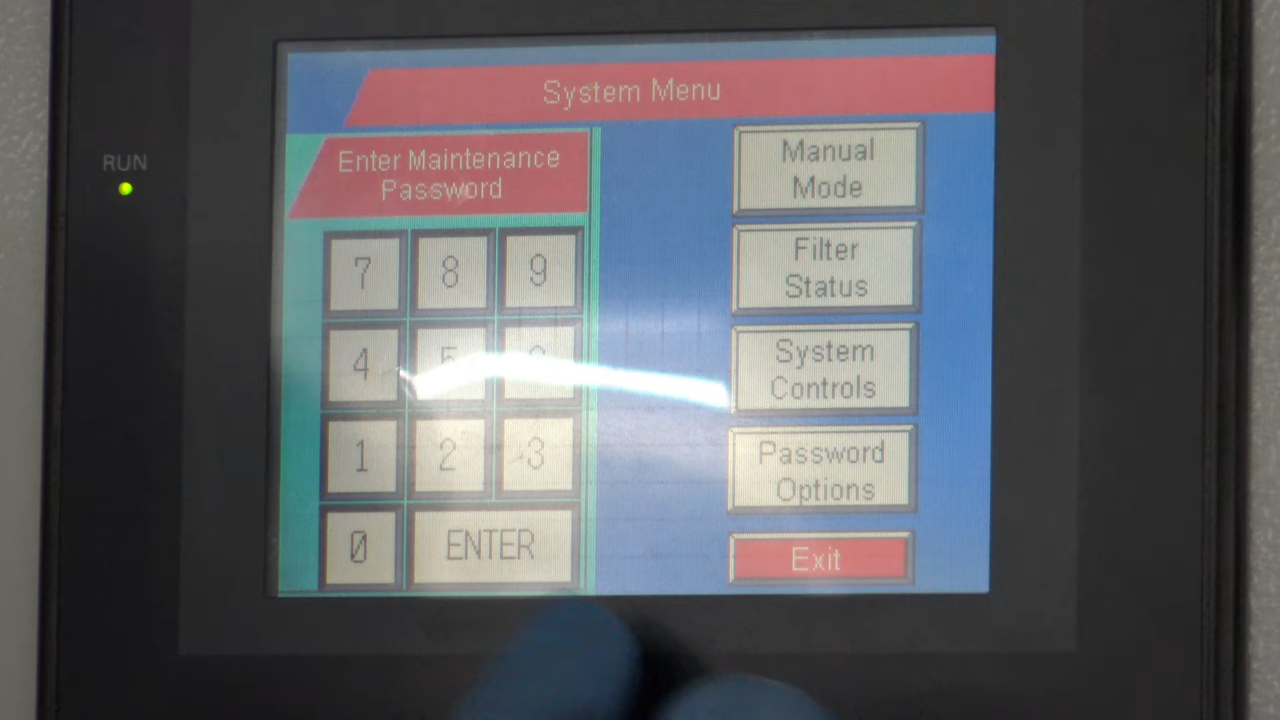 System Menu
RUN
Enter Maintenance
Password
Manual
Mode
7 8 9
Filter
Status
4 5
System
Controls
1 2 3
Password
Options
0 ENTER
Exit